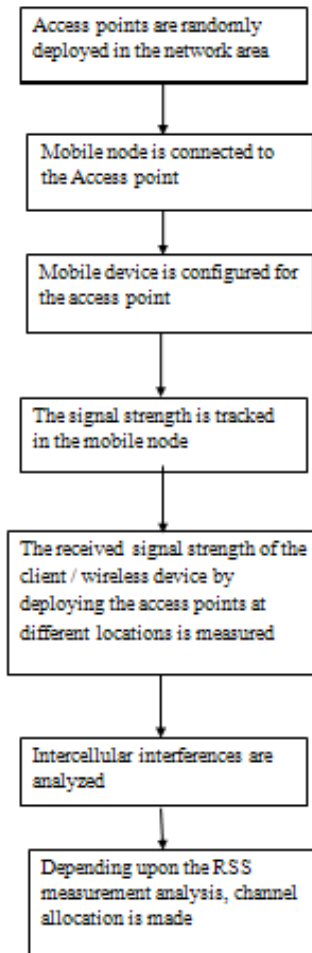 Access points are randomly
deployed in the network area
Mobile node is connected to
the Access point
Mobile device is configured for
the access point
The signal strength is tracked
in the mobile node
The received signal strength of the
client / wireless device by
deploying the access points at
different locations is measured
Intercellular interferences are
analyzed
Depending upon the RSS
measurement analysis, channel
allocation is made